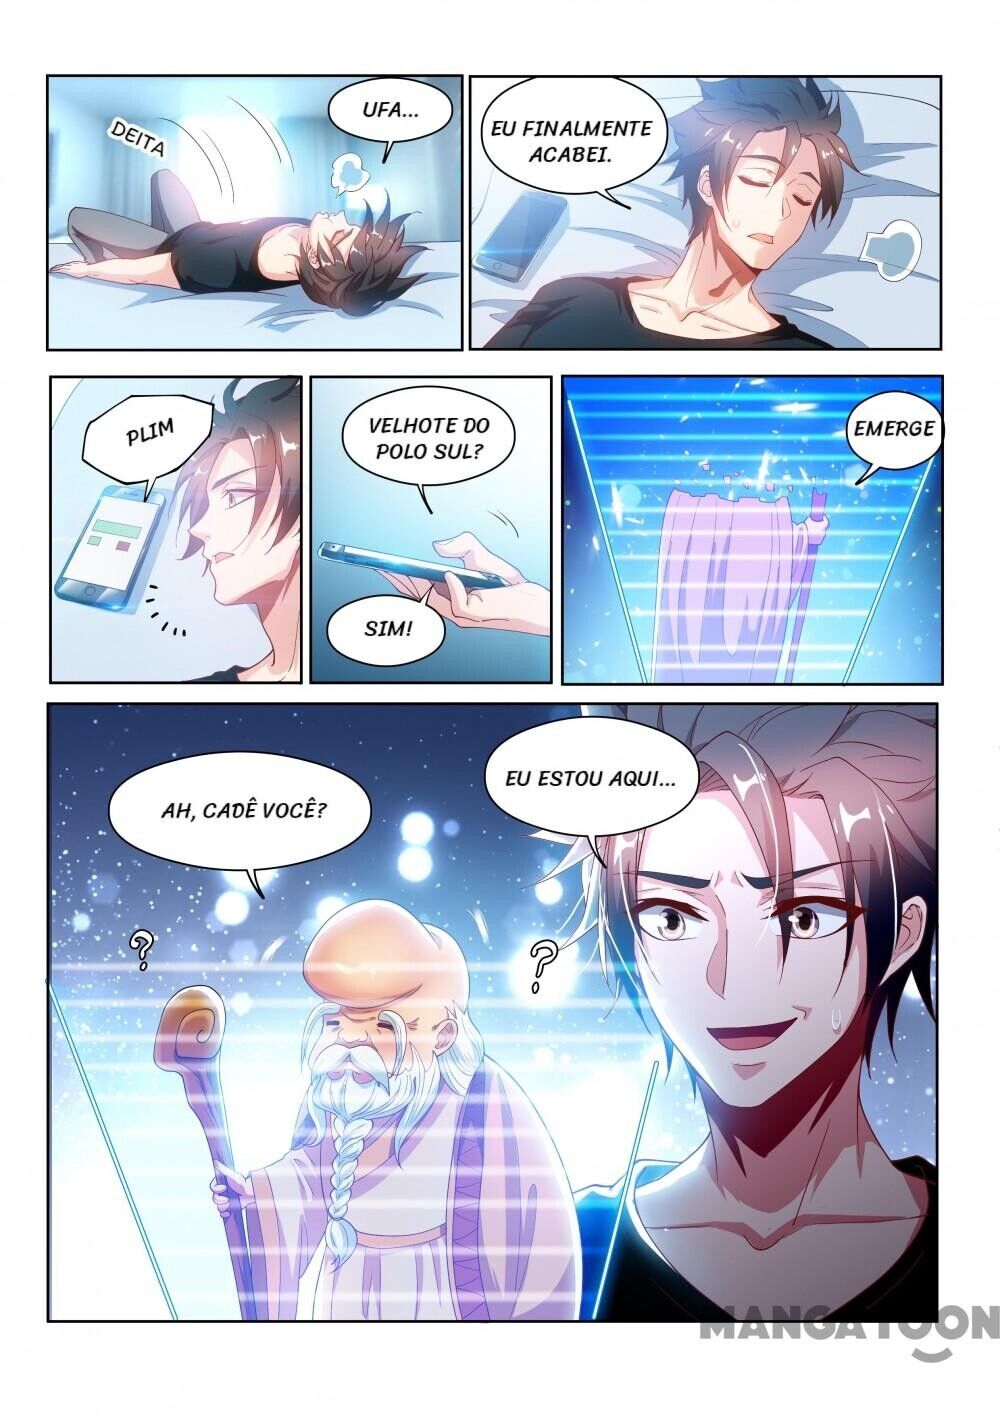 DEITA
UFA...
EU FINALMENTE
ACABEI.
PLIM
VELHOTE DO
POLO SUL?
SIM!
EMERGE
AH, CADÊ VOCÊ?
EU ESTOU AQUI...
?
?
MANGATOON